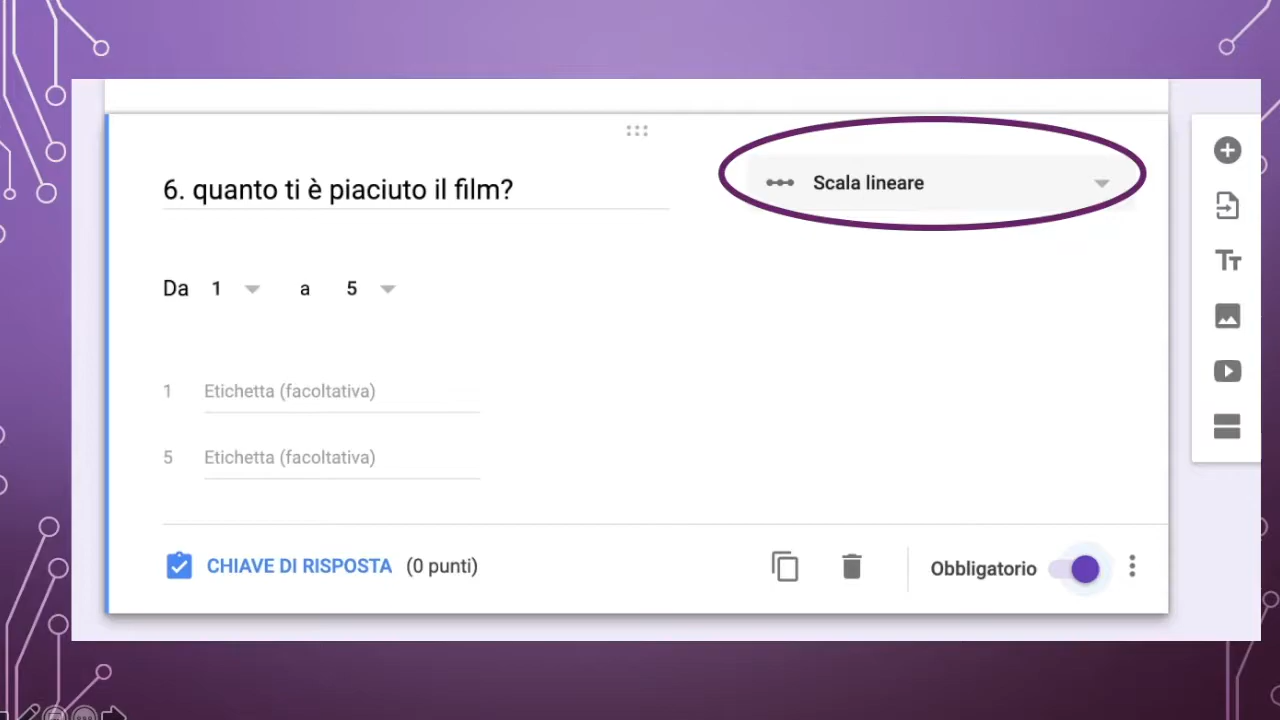 6. quanto ti è piaciuto il film?
Scala lineare
Da 1 a 5
1 Etichetta (facoltativa)
5 Etichetta (facoltativa)
CHIAVE DI RISPOSTA (0 punti)
Obbligatorio
Tт